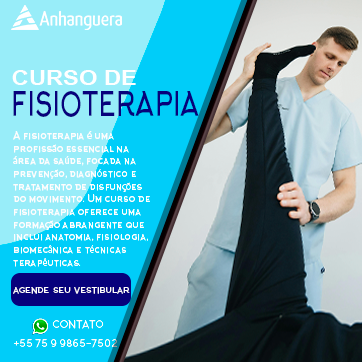 Anhanguera
CURSO DE
FISIOTERAPIA
A FISIOTERAPIA É UMA
PROFISSÃO ESSENCIAL NA
ÁREA DA SAÚDE, FOCADA NA
PREVENÇÃO, DIAGNÓSTICO E
TRATAMENTO DE DISFUNÇÕES
DO MOVIMENTO. UM CURSO DE
FISIOTERAPIA OFERECE UMA
FORMAÇÃO ABRANGENTE QUE
INCLUI ANATOMIA, FISIOLOGIA,
BIOMECÂNICA E TÉCNICAS
TERAPÊUTICAS.
AGENDE SEU VESTIBULAR
CONTATO
+55 75 9 9865-7502